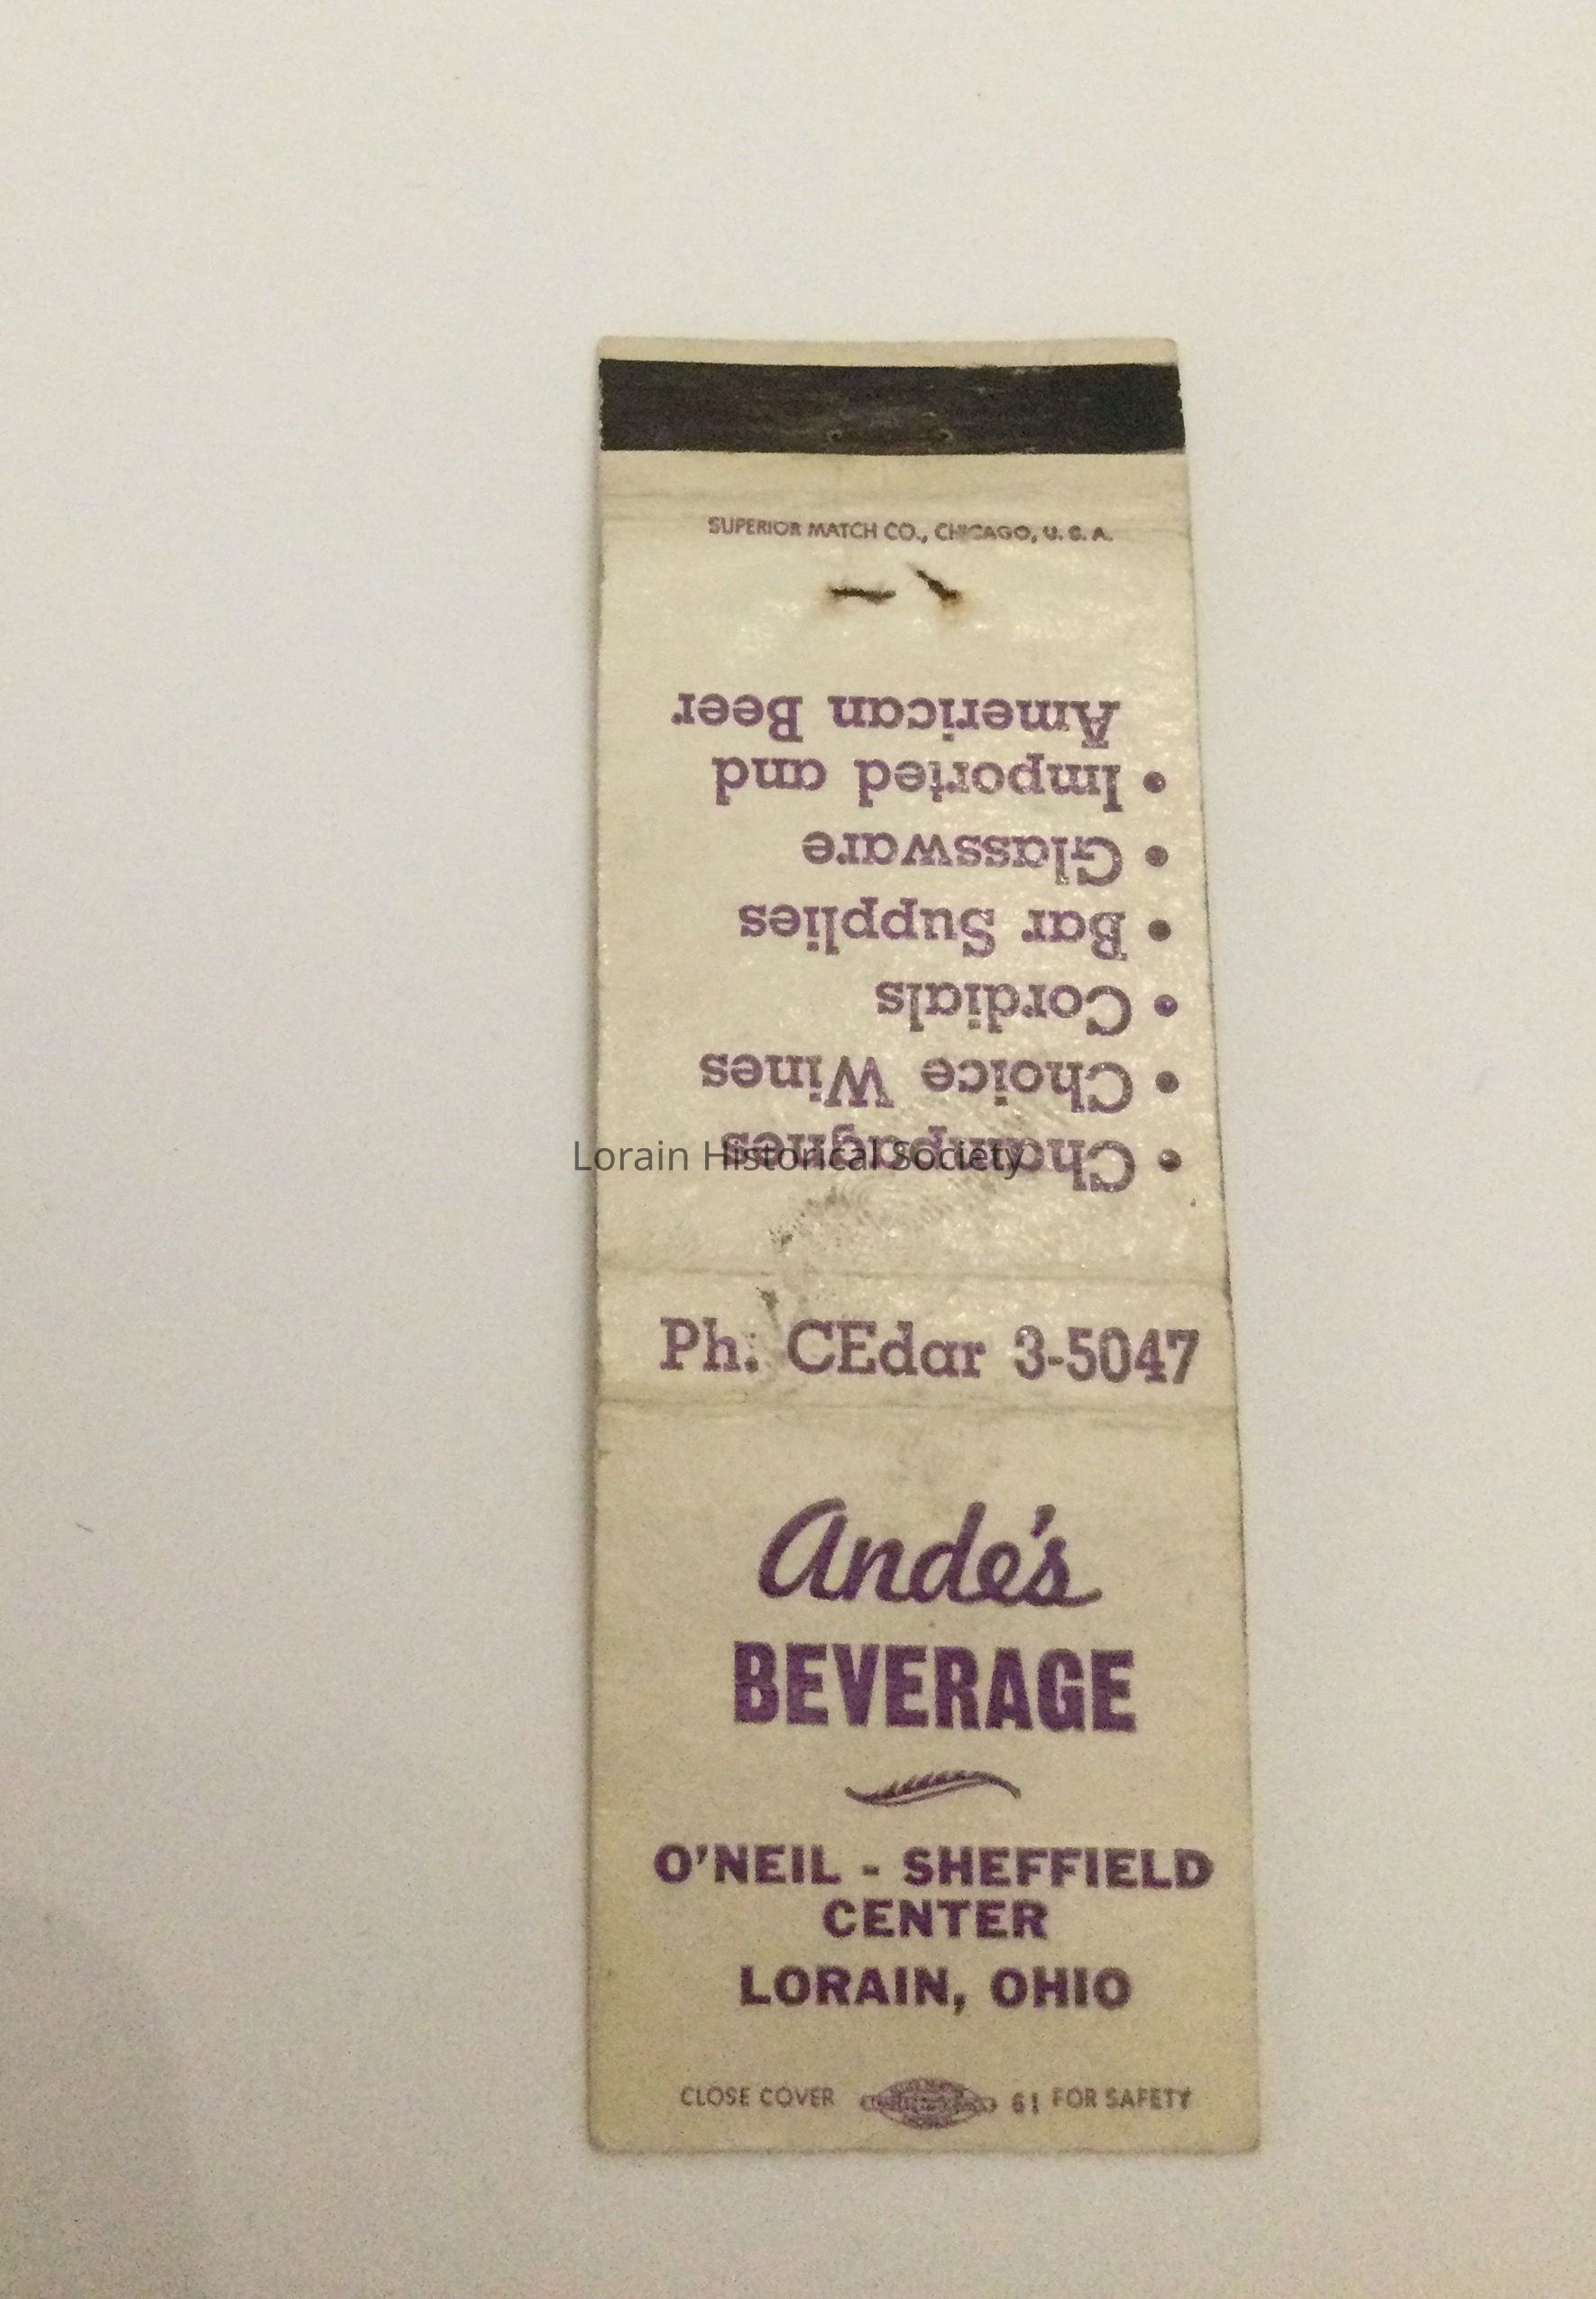 SUPERIOR MATCH CO., CHICAGO, U. S. A.
• Champagnes
• Choice Wines
• Cordials
• Bar Supplies
• Glassware
• Imported and
American Beer
Lorain Historical Society
Ph. CEdar 3-5047
Ande's
BEVERAGE
O'NEIL - SHEFFIELD
CENTER
LORAIN, OHIO
CLOSE COVER 61 FOR SAFETY